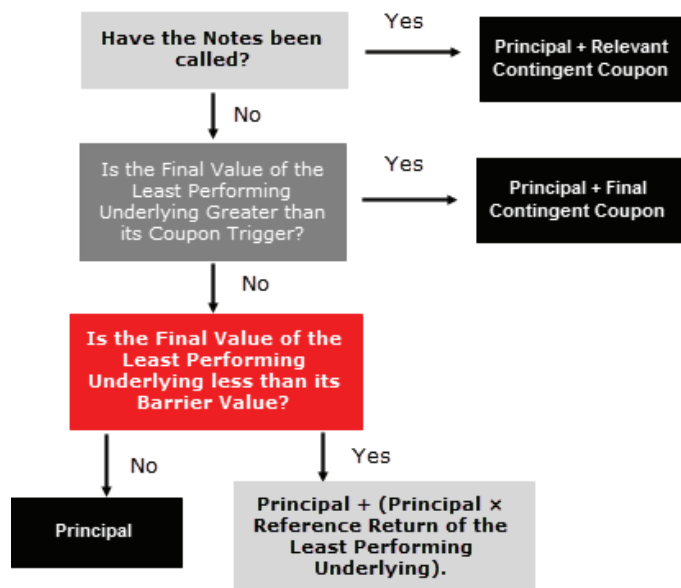 Have the Notes been
called?
Yes
Principal + Relevant
Contingent Coupon
No
Is the Final Value of the
Least Performing
Underlying Greater than
its Coupon Trigger?
Yes
Principal + Final
Contingent Coupon
No
Is the Final Value of the
Least Performing
Underlying less than its
Barrier Value?
No
Yes
Principal
Principal + (Principal ×
Reference Return of the
Least Performing
Underlying).